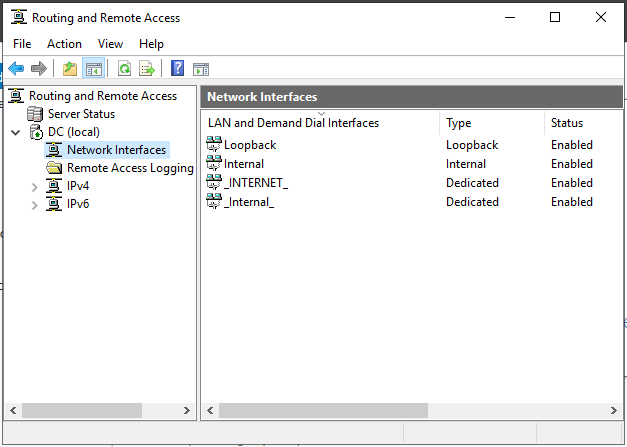 Routing and Remote Access
File Action View Help
Routing and Remote Access
Server Status
DC (local)
Network Interfaces
Remote Access Logging
IPv4
IPv6
Network Interfaces
LAN and Demand Dial Interfaces Type Status
Loopback Loopback Enabled
Internal Internal Enabled
_INTERNET_ Dedicated Enabled
_Internal_ Dedicated Enabled